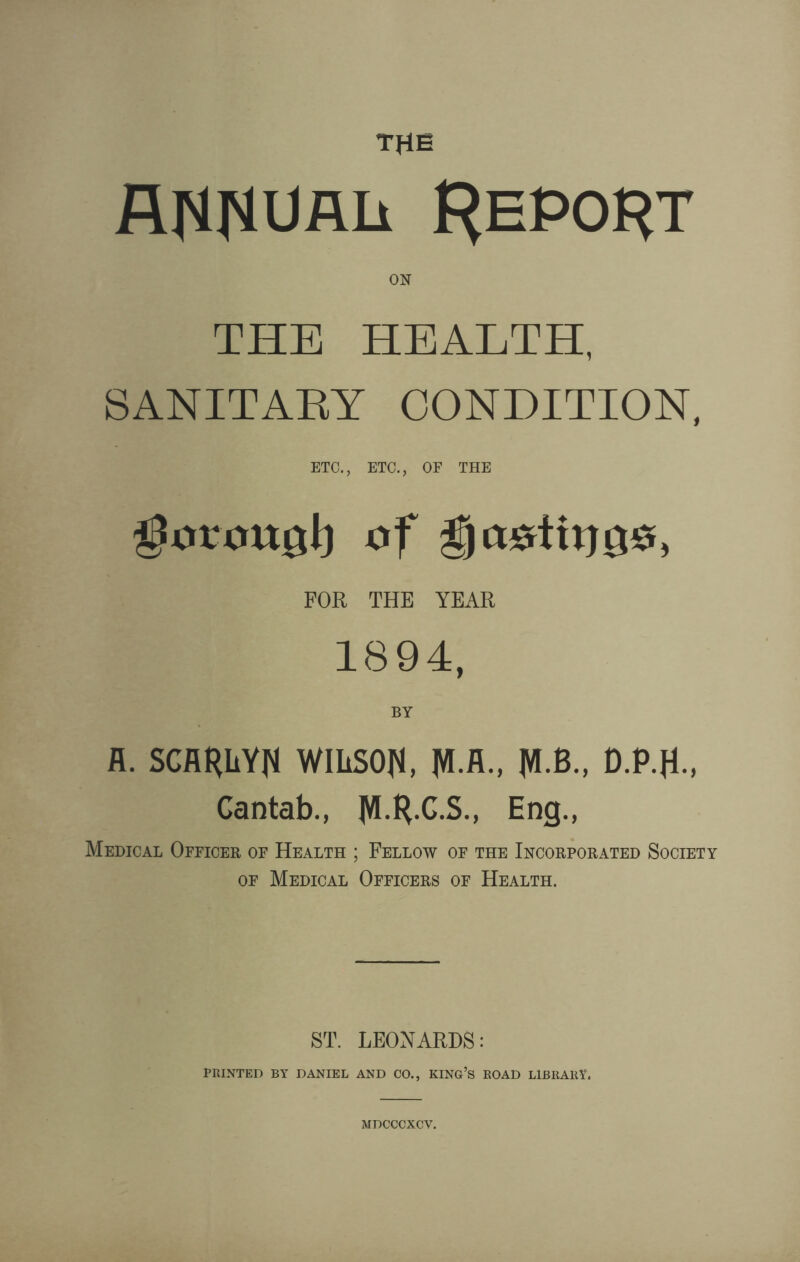 THE
ANNUAL REPORT
ON
THE HEALTH,
SANITARY CONDITION,
ETC., ETC., OF THE
Borough of Hastings,
FOR THE YEAR
1894,
BY
A. SCARLYN WILSON, M.A., M.B., D.P.H.,
Cantab., M.R.C.S., Eng.,
MEDICAL OFFICER OF HEALTH ; FELLOW OF THE INCORPORATED SOCIETY
OF MEDICAL OFFICERS OF HEALTH.
ST. LEONARDS:
PRINTED BY DANIEL AND CO., KING'S ROAD LIBRARY.
MDCCCXCV.